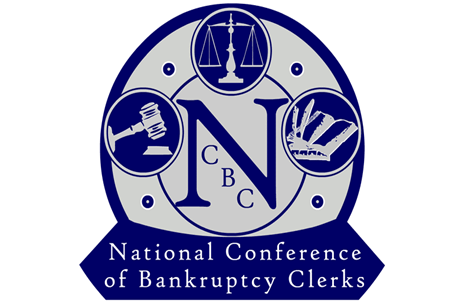 N
C
B
C
National Conference
of Bankruptcy Clerks